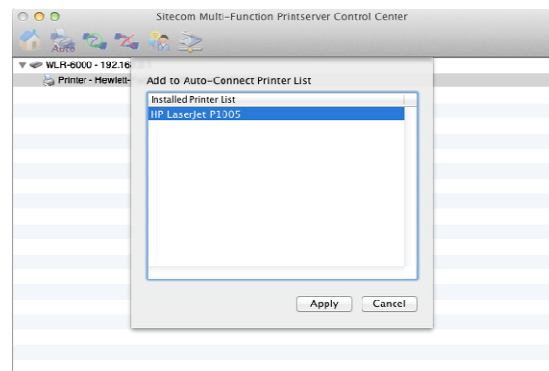 Sitecom Multi-Function Printserver Control Center
Auto
WLR-6000 - 192.16
Printer - Hewlett-
Add to Auto-Connect Printer List
Installed Printer List
HP LaserJet P1005
Apply
Cancel